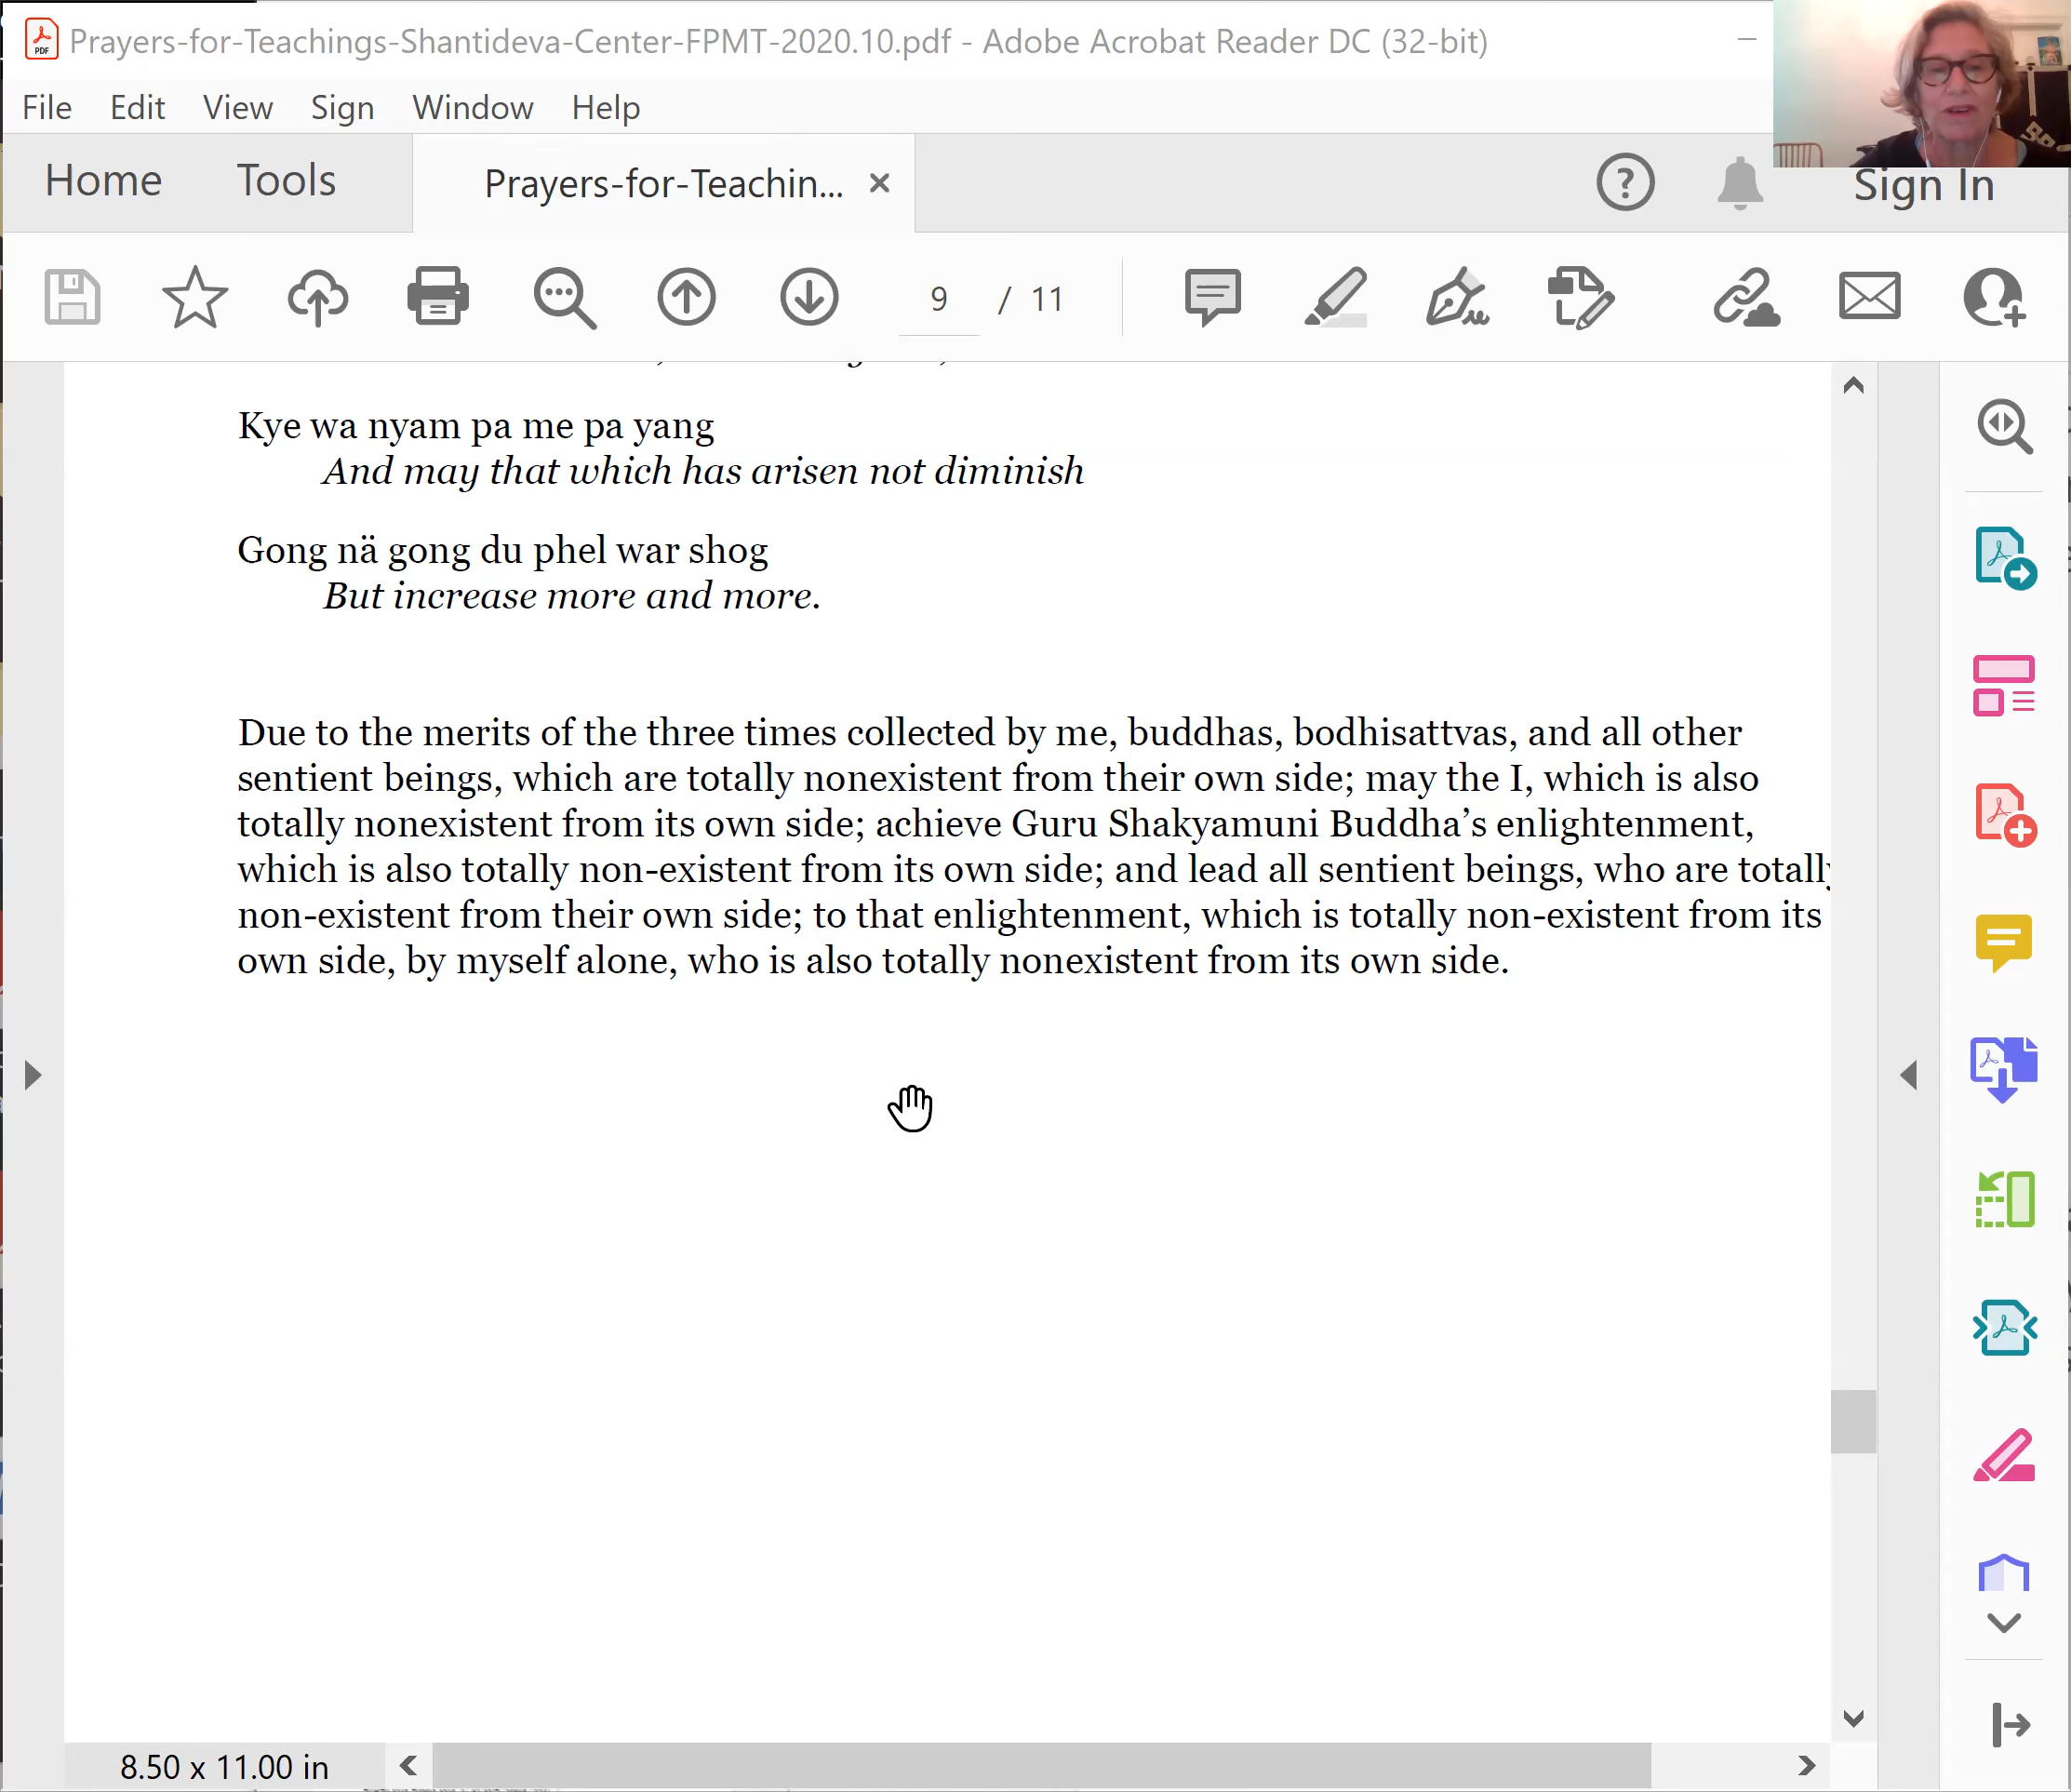 Prayers-for-Teachings-Shantideva-Center-FPMT-2020.10.pdf - Adobe Acrobat Reader DC (32-bit)
File Edit View Sign Window Help
Home Tools Prayers-for-Teachin... Sign In
9 / 11
Kye wa nyam pa me pa yang
And may that which has arisen not diminish
Gong nä gong du phel war shog
But increase more and more.
Due to the merits of the three times collected by me, buddhas, bodhisattvas, and all other
sentient beings, which are totally nonexistent from their own side; may the I, which is also
totally nonexistent from its own side; achieve Guru Shakyamuni Buddha’s enlightenment,
which is also totally non-existent from its own side; and lead all sentient beings, who are totally
non-existent from their own side; to that enlightenment, which is totally non-existent from its
own side, by myself alone, who is also totally nonexistent from its own side.
8.50 x 11.00 in